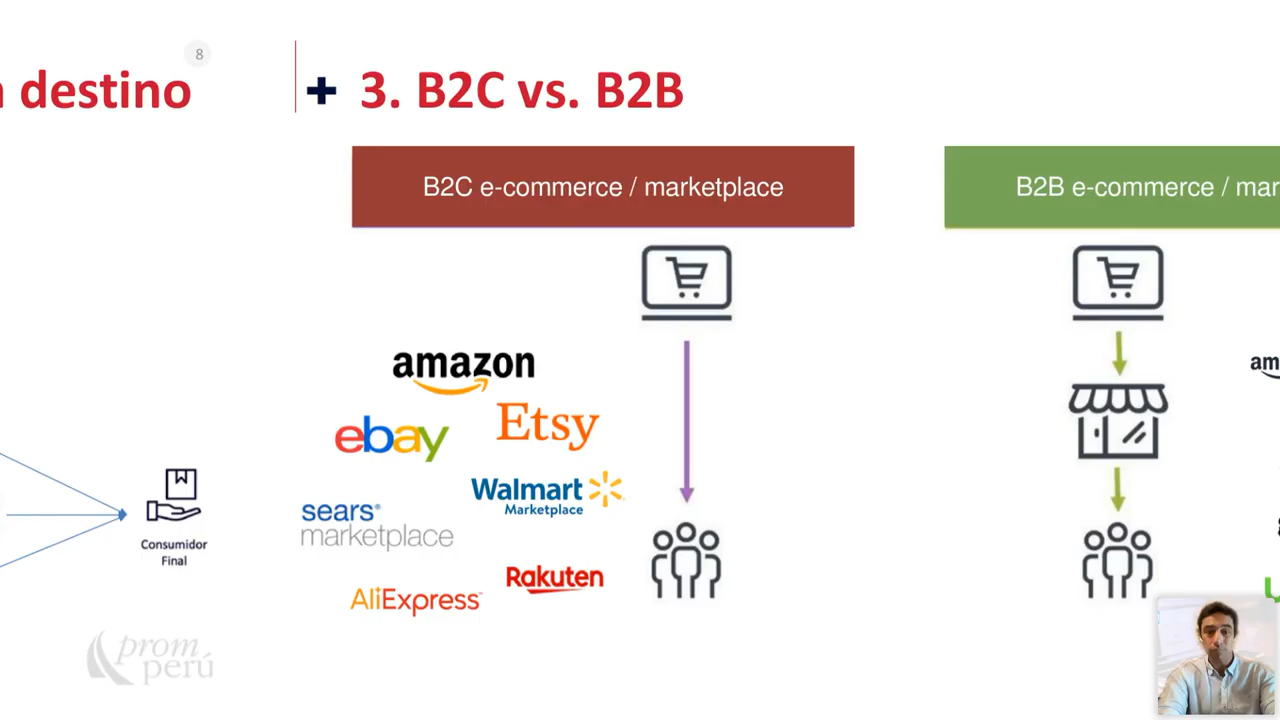 destino
8
Consumidor
Final
prom
perú
+ 3. B2C vs. B2B
B2C e-commerce / marketplace
amazon
Etsy
ebay
Walmart
Marketplace
sears®
marketplace
Rakuten
AliExpress
B2B e-commerce /